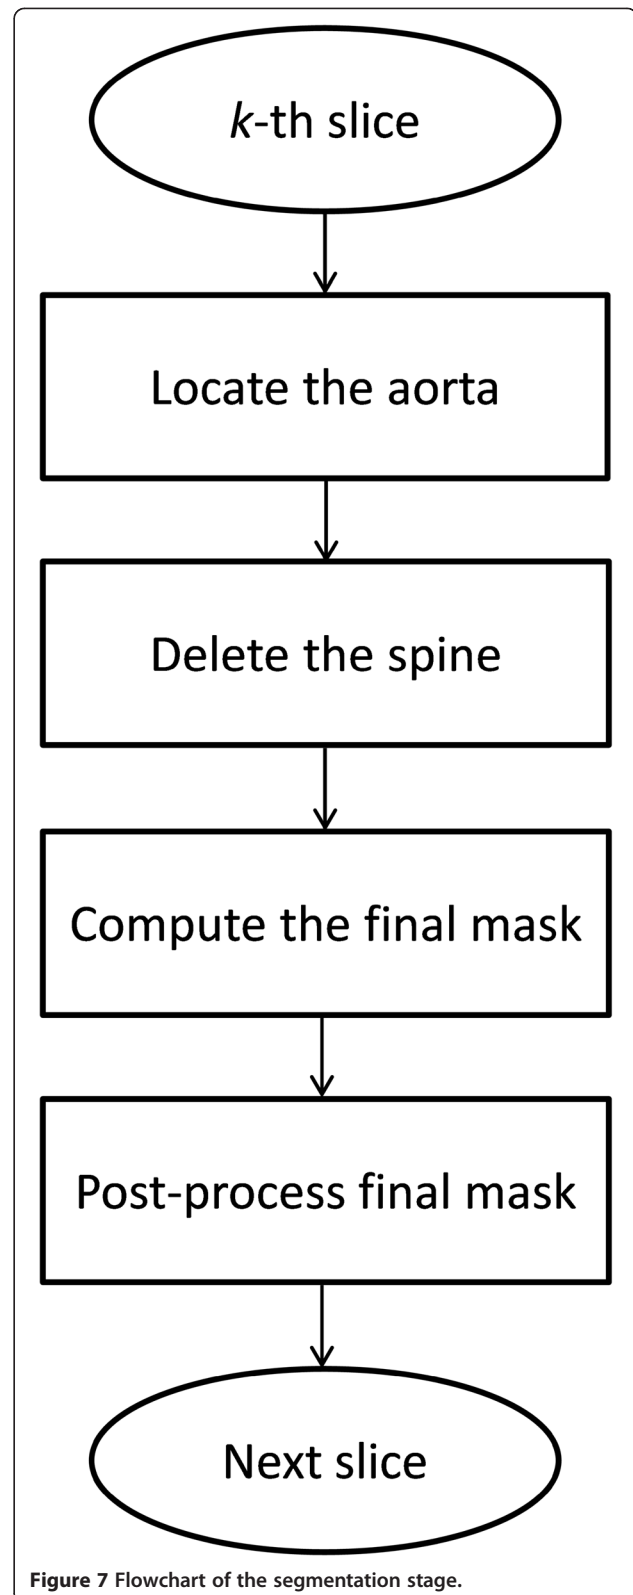 k-th slice
Locate the aorta
Delete the spine
Compute the final mask
Post-process final mask
Next slice
Figure 7 Flowchart of the segmentation stage.